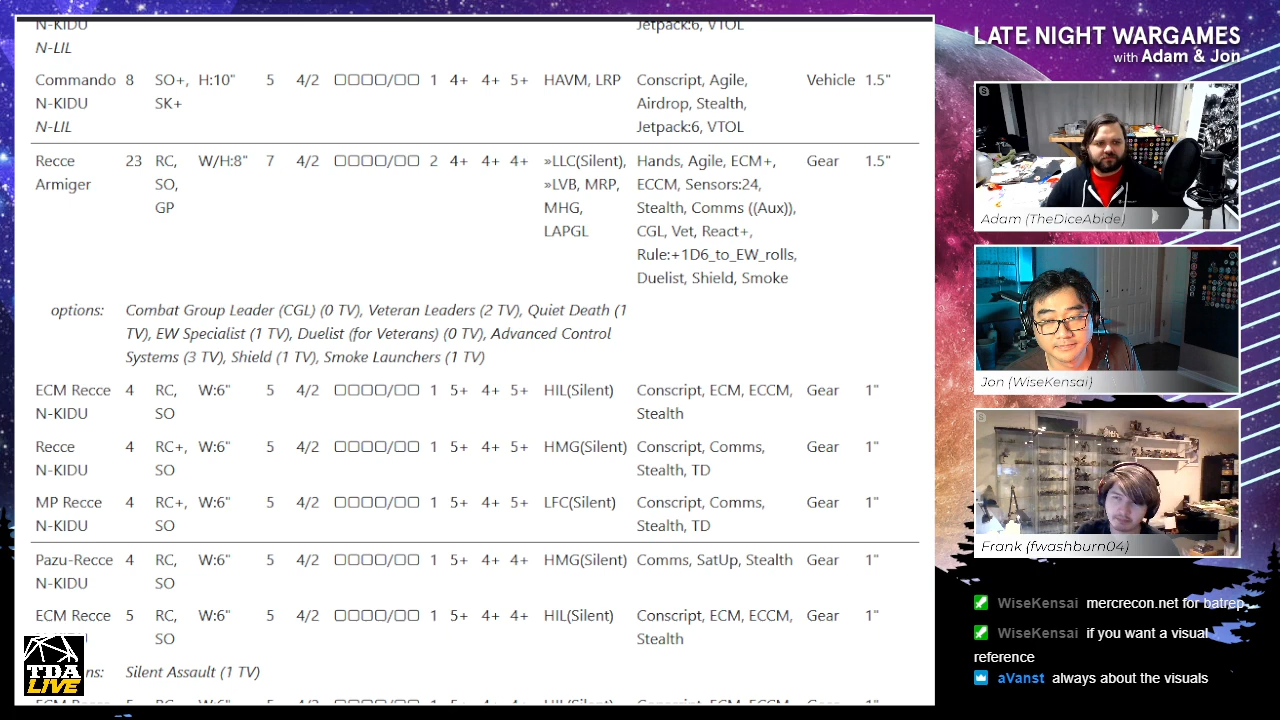 N-KIDU Jetpack:6, VTOL
N-LIL
Commando 8 SO+, H:10" 5 4/2 ▢▢▢▢/▢▢ 1 4+ 4+ 5+ HAVM, LRP Conscript, Agile, Vehicle 1.5"
N-KIDU SK+ Airdrop, Stealth,
N-LIL Jetpack:6, VTOL
Recce 23 RC, W/H:8" 7 4/2 ▢▢▢▢/▢▢ 2 4+ 4+ 4+ »LLC(Silent), Hands, Agile, ECM+, Gear 1.5"
Armiger SO, »LVB, MRP, ECCM, Sensors:24,
GP MHG, Stealth, Comms ((Aux)),
LAPGL CGL, Vet, React+,
Rule:+1D6_to_EW_rolls,
Duelist, Shield, Smoke
options: Combat Group Leader (CGL) (0 TV), Veteran Leaders (2 TV), Quiet Death (1
TV), EW Specialist (1 TV), Duelist (for Veterans) (0 TV), Advanced Control
Systems (3 TV), Shield (1 TV), Smoke Launchers (1 TV)
ECM Recce 4 RC, W:6" 5 4/2 ▢▢▢▢/▢▢ 1 5+ 4+ 5+ HIL(Silent) Conscript, ECM, ECCM, Gear 1"
N-KIDU SO Stealth
Recce 4 RC+, W:6" 5 4/2 ▢▢▢▢/▢▢ 1 5+ 4+ 5+ HMG(Silent) Conscript, Comms, Gear 1"
N-KIDU SO Stealth, TD
MP Recce 4 RC+, W:6" 5 4/2 ▢▢▢▢/▢▢ 1 5+ 4+ 5+ LFC(Silent) Conscript, Comms, Gear 1"
N-KIDU SO Stealth, TD
Pazu-Recce 4 RC, W:6" 5 4/2 ▢▢▢▢/▢▢ 1 5+ 4+ 4+ HMG(Silent) Comms, SatUp, Stealth Gear 1"
N-KIDU SO
ECM Recce 5 RC, W:6" 5 4/2 ▢▢▢▢/▢▢ 1 5+ 4+ 5+ HIL(Silent) Conscript, ECM, ECCM, Gear 1"
SO Stealth
Silent Assault (1 TV)
TDA
LIVE
LATE NIGHT WARGAMES
with Adam & Jon
Adam (TheDiceAbide)
Jon (WiseKensai)
Frank (fwashburn04)
WiseKensai mercrecon.net for batrep
WiseKensai if you want a visual
reference
aVanst always about the visuals